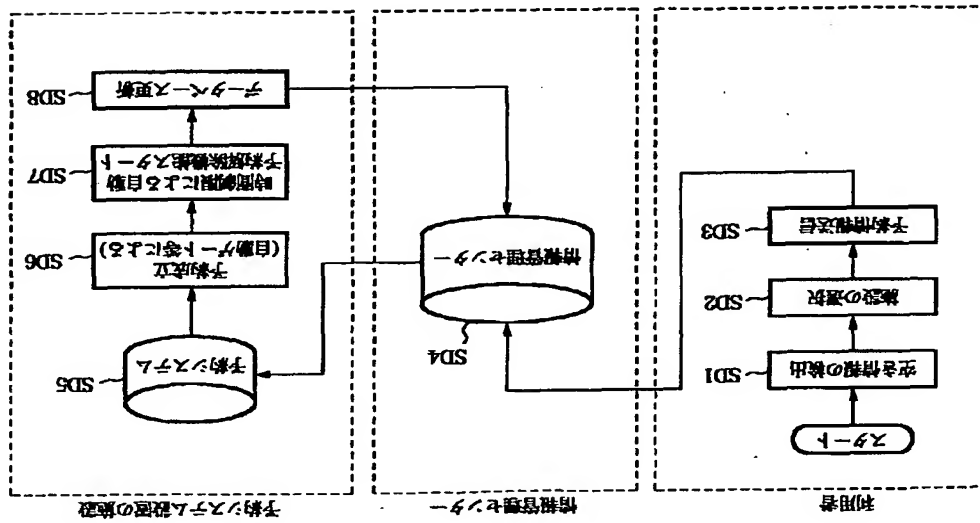 利用者
情報管理センター
予約システム設置の施設
スタート
空き情報の検出
SD1
施設の選択
SD2
予約情報送信
SD3
SD4
情報管理センター
予約システム
SD5
予約成立
(自動ゲート等による)
SD6
時間制限による自動
予約解除機能スタート
SD7
データベース更新
SD8